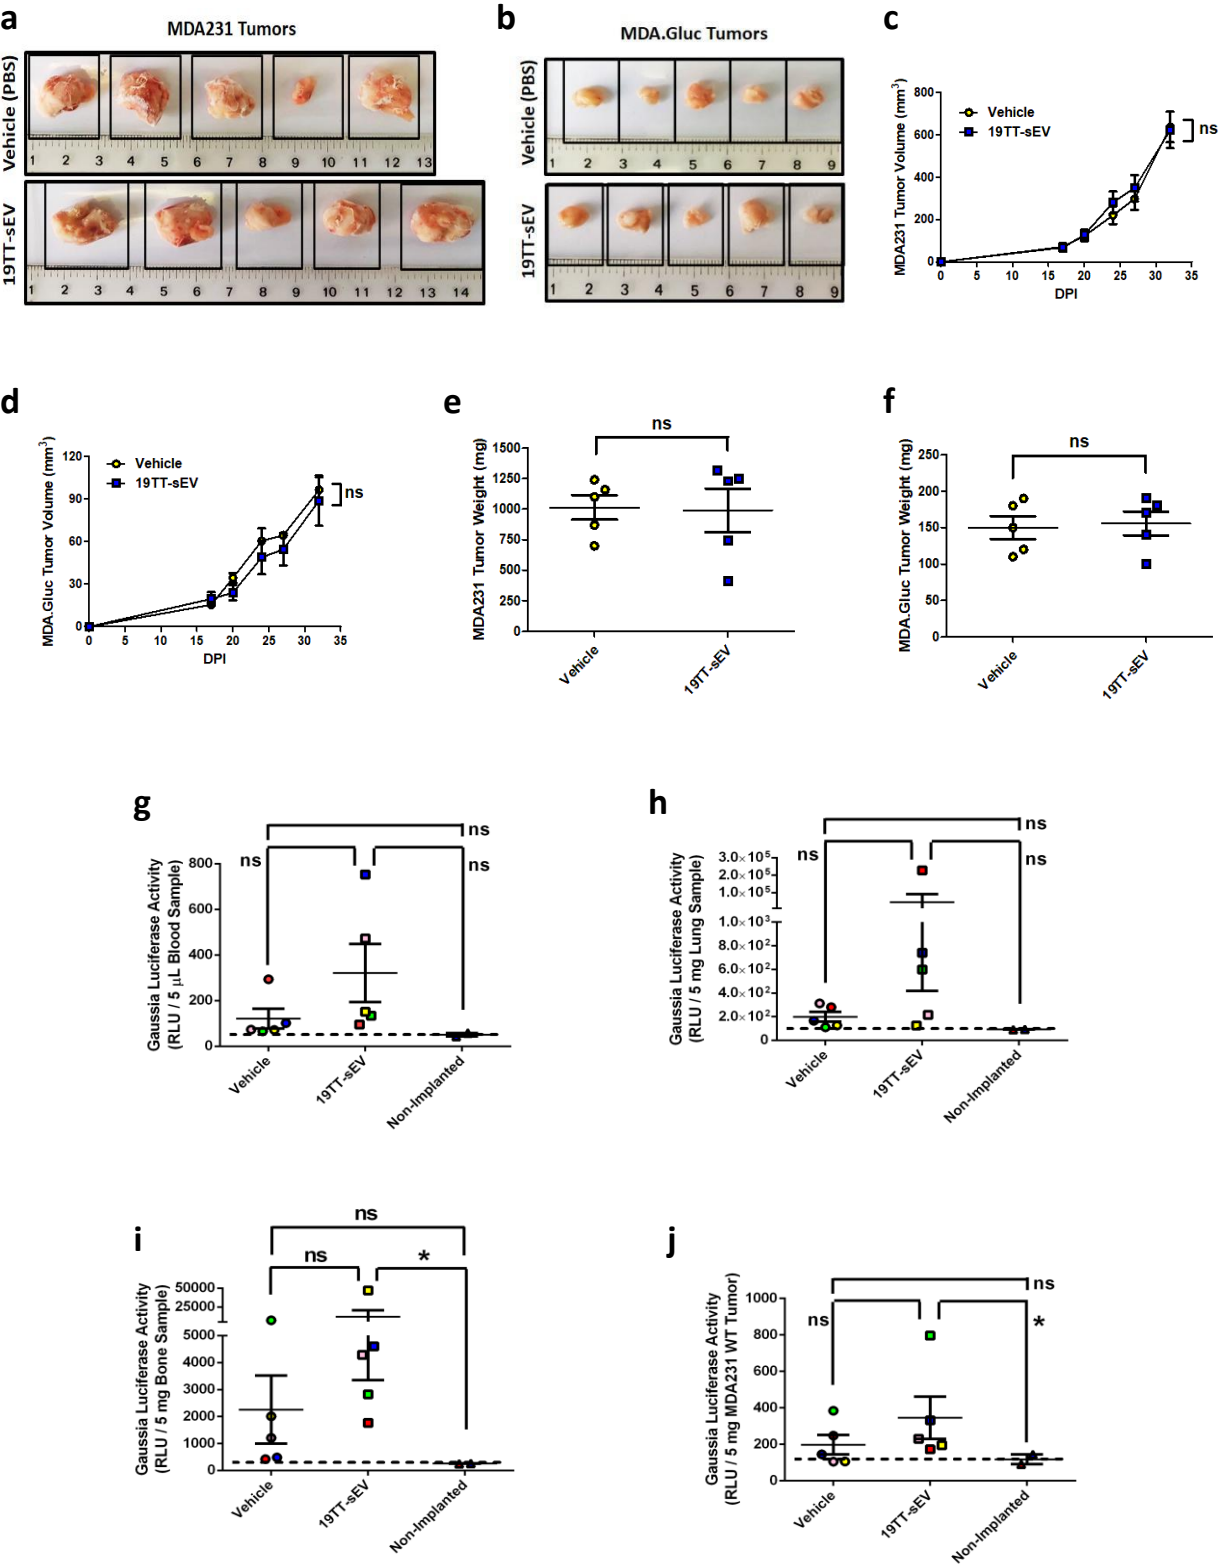 a
MDA231 Tumors
Vehicle (PBS)
1 2 3 4 5 6 7 8 9 10 11 12 13
19TT-sEV
1 2 3 4 5 6 7 8 9 10 11 12 13 14
b
MDA.Gluc Tumors
Vehicle (PBS)
1 2 3 4 5 6 7 8 9
19TT-sEV
1 2 3 4 5 6 7 8 9
c
MDA231 Tumor Volume (mm³)
800
600
400
200
0
Vehicle
19TT-sEV
ns
0 5 10 15 20 25 30 35
DPI
d
MDA.Gluc Tumor Volume (mm³)
120
90
60
30
0
Vehicle
19TT-sEV
ns
0 5 10 15 20 25 30 35
DPI
e
MDA231 Tumor Weight (mg)
1500
1250
1000
750
500
250
0
ns
Vehicle
19TT-sEV
f
MDA.Gluc Tumor Weight (mg)
250
200
150
100
50
0
ns
Vehicle
19TT-sEV
g
Gaussia Luciferase Activity
(RLU / 5 µL Blood Sample)
800
600
400
200
0
ns
ns
ns
Vehicle
19TT-sEV
Non-Implanted
h
Gaussia Luciferase Activity
(RLU / 5 mg Lung Sample)
3.0×10⁵
2.0×10⁵
1.0×10⁵
1.0×10³
8.0×10²
6.0×10²
4.0×10²
2.0×10²
0
ns
ns
ns
Vehicle
19TT-sEV
Non-Implanted
i
Gaussia Luciferase Activity
(RLU / 5 mg Bone Sample)
50000
25000
5000
4000
3000
2000
1000
0
ns
ns
*
Vehicle
19TT-sEV
Non-Implanted
j
Gaussia Luciferase Activity
(RLU / 5 mg MDA231 WT Tumor)
1000
800
600
400
200
0
ns
ns
*
Vehicle
19TT-sEV
Non-Implanted